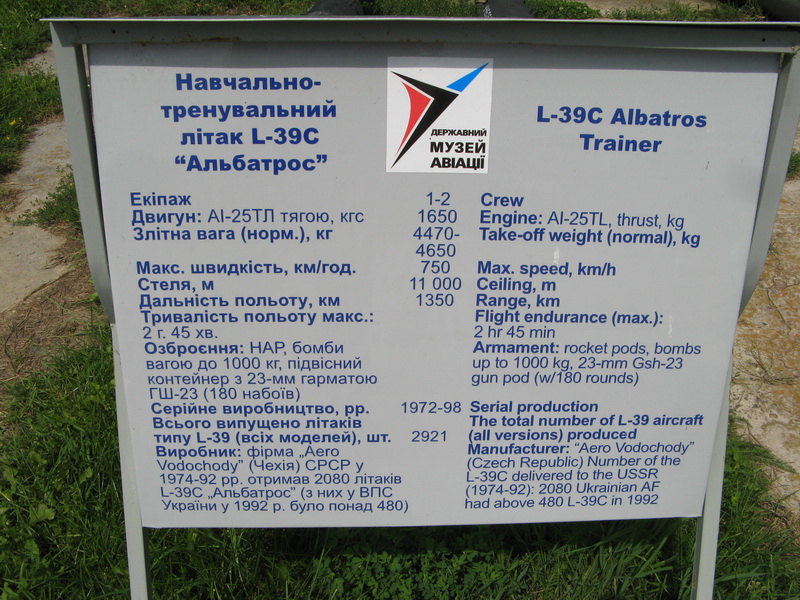 Навчально-
тренувальний
літак L-39C
“Альбатрос”
ДЕРЖАВНИЙ
МУЗЕЙ
АВІАЦІЇ
L-39C Albatros
Trainer
Екіпаж 1-2 Crew
Двигун: АІ-25ТЛ тягою, кгс 1650 Engine: AI-25TL, thrust, kg
Злітна вага (норм.), кг 4470- Take-off weight (normal), kg
4650
Макс. швидкість, км/год. 750 Max. speed, km/h
Стеля, м 11 000 Ceiling, m
Дальність польоту, км 1350 Range, km
Тривалість польоту макс.:
2 г. 45 хв.
Озброєння: НАР, бомби
вагою до 1000 кг, підвісний
контейнер з 23-мм гарматою
ГШ-23 (180 набоїв)
Flight endurance (max.):
2 hr 45 min
Armament: rocket pods, bombs
up to 1000 kg, 23-mm Gsh-23
gun pod (w/180 rounds)
Серійне виробництво, рр. 1972-98 Serial production
Всього випущено літаків The total number of L-39 aircraft
типу L-39 (всіх моделей), шт. 2921 (all versions) produced
Виробник: фірма „Aero
Vodochody” (Чехія) СРСР у
1974-92 рр. отримав 2080 літаків
L-39C „Альбатрос” (з них у ВПС
України у 1992 р. було понад 480)
Manufacturer: “Aero Vodochody”
(Czech Republic) Number of the
L-39C delivered to the USSR
(1974-92): 2080 Ukrainian AF
had above 480 L-39C in 1992